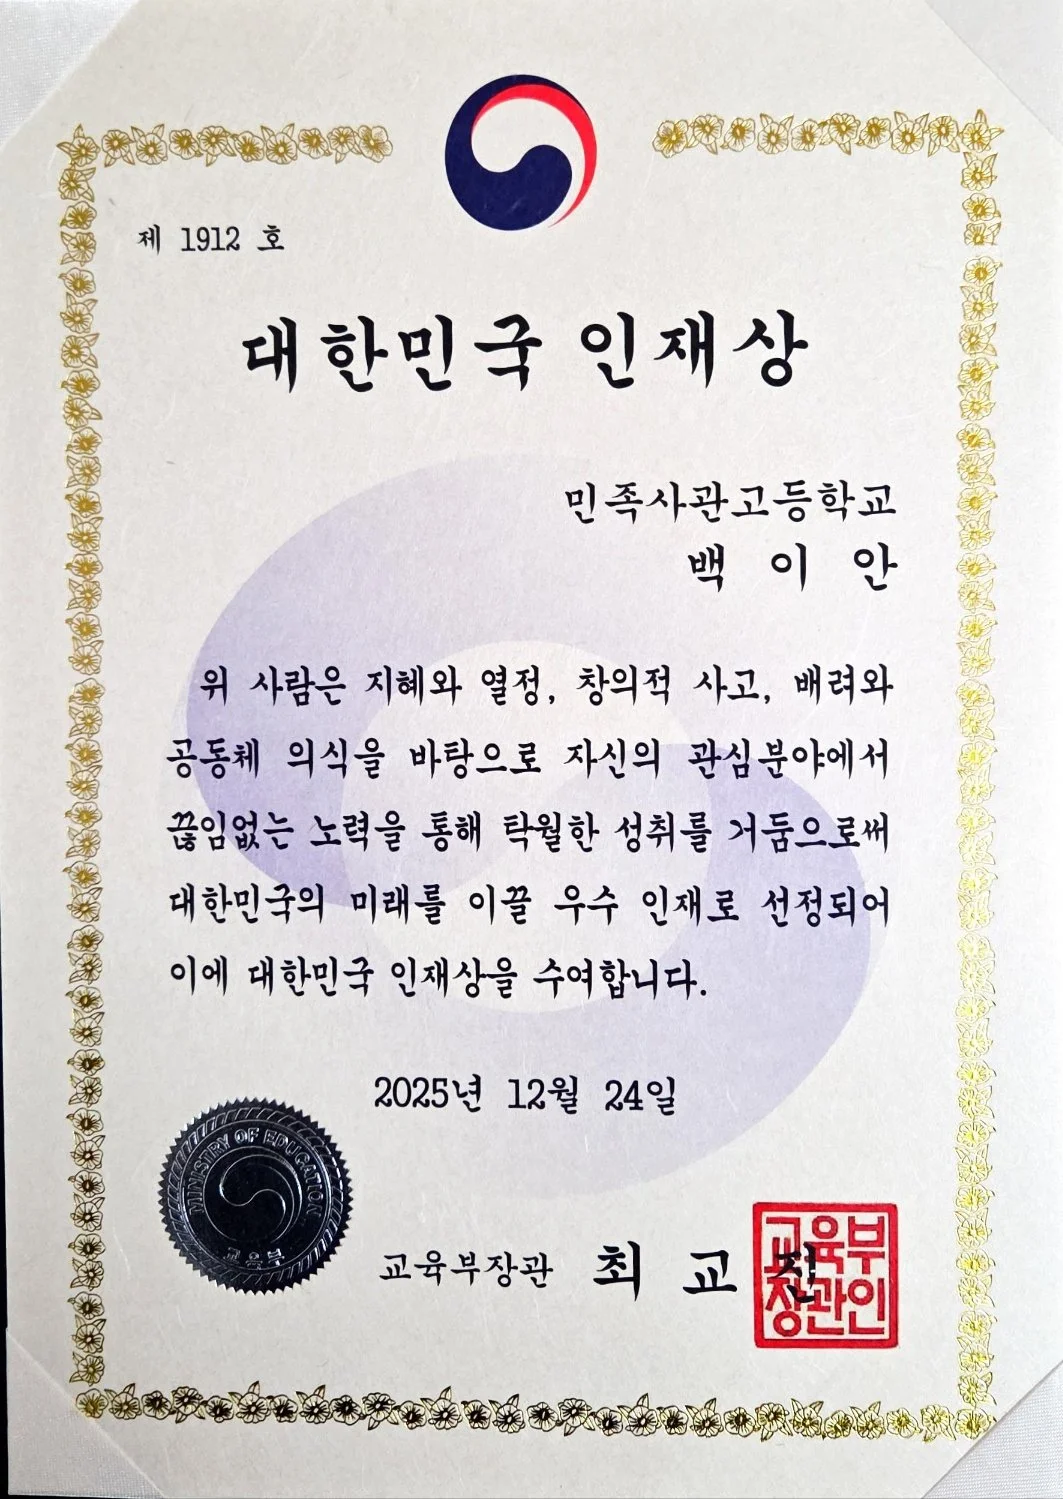 제 1912 호
대한민국 인재상
민족사관고등학교
백 이 안
위 사람은 지혜와 열정, 창의적 사고, 배려와
공동체 의식을 바탕으로 자신의 관심분야에서
끊임없는 노력을 통해 탁월한 성취를 거둠으로써
대한민국의 미래를 이끌 우수 인재로 선정되어
이에 대한민국 인재상을 수여합니다.
2025년 12월 24일
MINISTRY OF EDUCATION
교육부
교육부장관 최 교 진
교육부
장관인